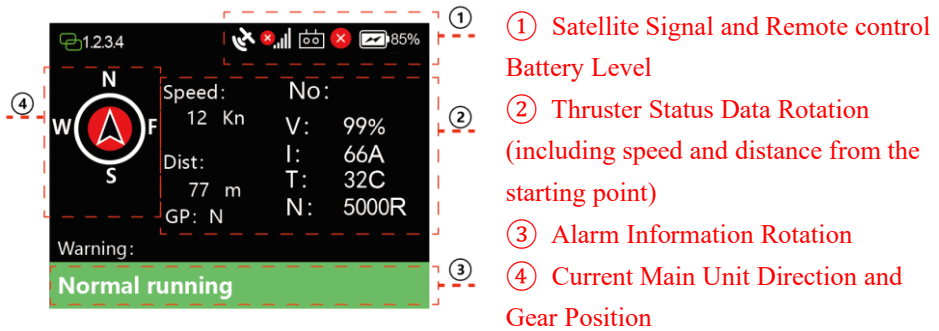 ①
1.2.3.4
85%
④
N
W
F
S
Speed:
12 Kn
Dist:
77 m
GP: N
No:
V: 99%
I: 66A
T: 32C
N: 5000R
②
Warning:
Normal running
③
① Satellite Signal and Remote control
Battery Level
② Thruster Status Data Rotation
(including speed and distance from the
starting point)
③ Alarm Information Rotation
④ Current Main Unit Direction and
Gear Position